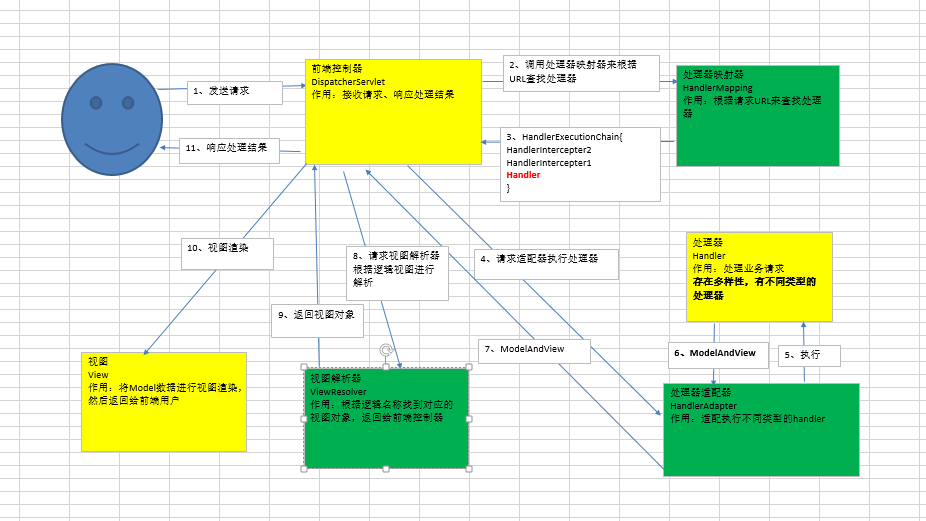 1、发送请求
前端控制器
DispatcherServlet
作用：接收请求、响应处理结果
2、调用处理器映射器来根据
URL查找处理器
处理器映射器
HandlerMapping
作用：根据请求URL来查找处理
器
11、响应处理结果
3、HandlerExecutionChain{
HandlerIntercepter2
HandlerIntercepter1
Handler
}
10、视图渲染
8、请求视图解析器
根据逻辑视图进行
解析
4、请求适配器执行处理器
处理器
Handler
作用：处理业务请求
存在多样性，有不同类型的
处理器
9、返回视图对象
7、ModelAndView
6、ModelAndView
5、执行
视图
View
作用：将Model数据进行视图渲染，
然后返回给前端用户
视图解析器
ViewResolver
作用：根据逻辑名称找到对应的
视图对象，返回给前端控制器
处理器适配器
HandlerAdapter
作用：适配执行不同类型的handler